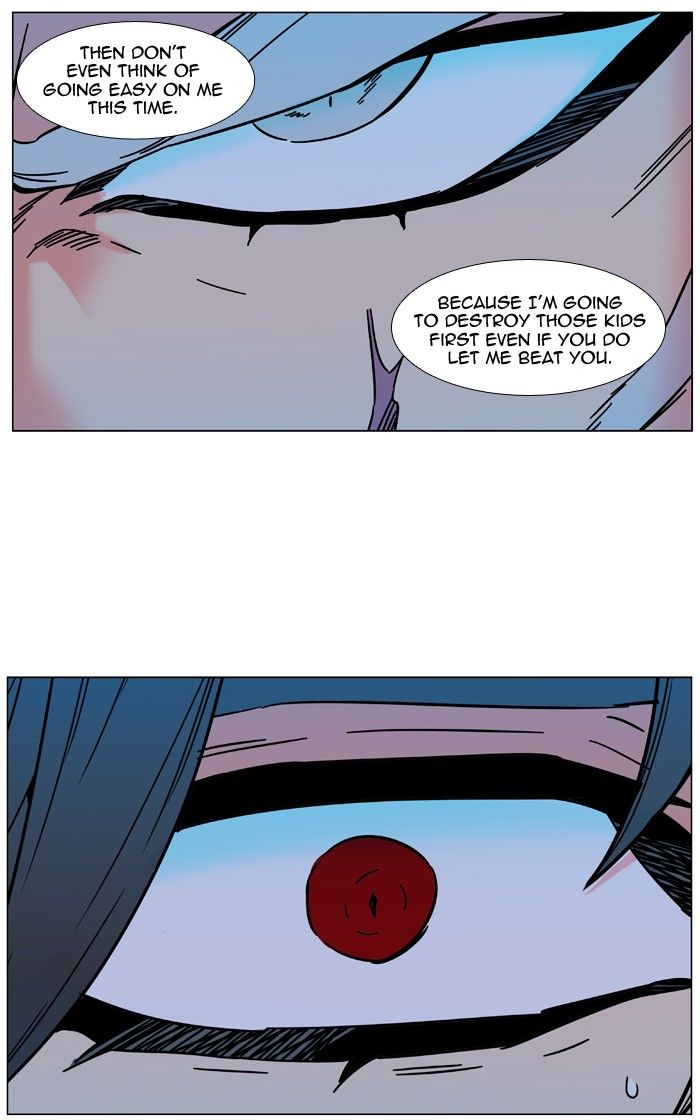 THEN DON'T
EVEN THINK OF
GOING EASY ON ME
THIS TIME.
BECAUSE I'M GOING
TO DESTROY THOSE KIDS
FIRST EVEN IF YOU DO
LET ME BEAT YOU.